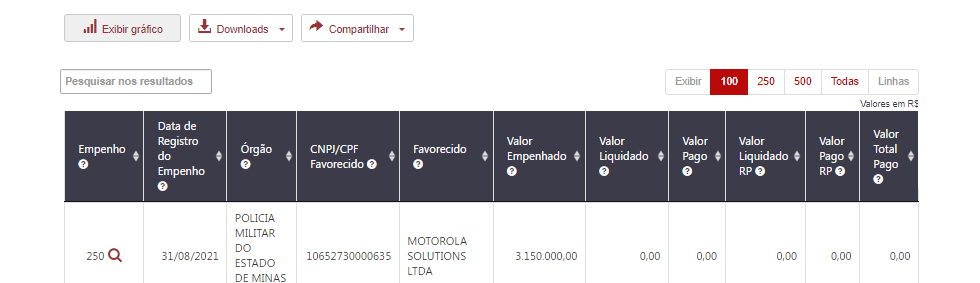 Exibir gráfico
Downloads
Compartilhar
Pesquisar nos resultados
Exibir 100 250 500 Todas Linhas
Valores em R$
Empenho
Data de
Registro
do
Empenho
Órgão
CNPJ/CPF
Favorecido
Favorecido
Valor
Empenhado
Valor
Liquidado
Valor
Pago
Valor
Liquidado
RP
Valor
Pago
RP
Valor
Total
Pago
250
31/08/2021
POLICIA
MILITAR
DO
ESTADO
DE MINAS
10652730000635
MOTOROLA
SOLUTIONS
LTDA
3.150.000,00
0,00
0,00
0,00
0,00
0,00